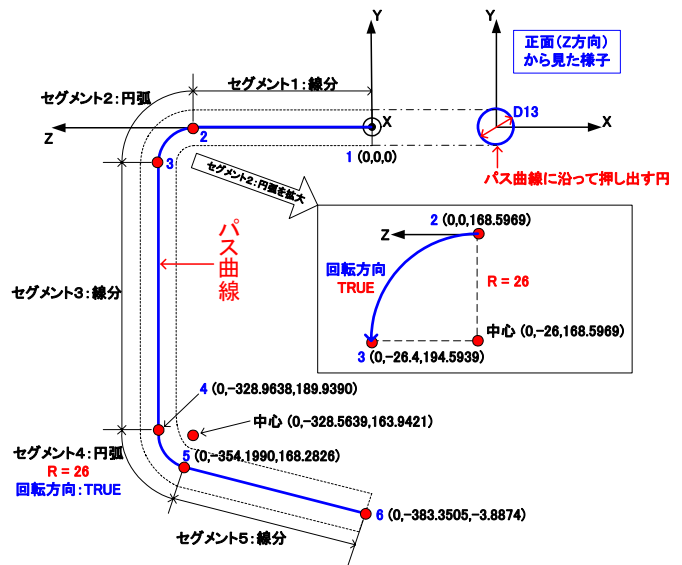 Y
Y
正面(Z方向)
から見た様子
セグメント1:線分
セグメント2:円弧
D13
X
X
Z
2
1 (0,0,0)
3
パス曲線に沿って押し出す円
セグメント2:円弧を拡大
2 (0,0,168.5969)
Z
パス曲線
回転方向
TRUE
R = 26
セグメント3:線分
中心 (0,-26,168.5969)
3 (0,-26.4,194.5939)
4 (0,-328.9638,189.9390)
中心 (0,-328.5639,163.9421)
セグメント4:円弧
R = 26
回転方向:TRUE
5 (0,-354.1990,168.2826)
6 (0,-383.3505,-3.8874)
セグメント5:線分